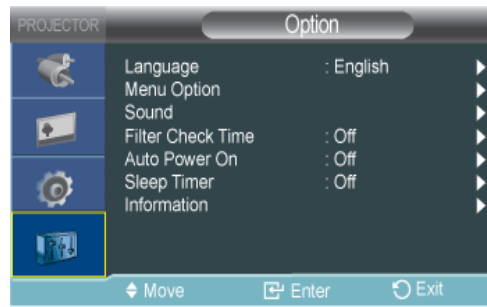 PROJECTOR Option
Language : English
Menu Option
Sound
Filter Check Time : Off
Auto Power On : Off
Sleep Timer : Off
Information
Move Enter Exit